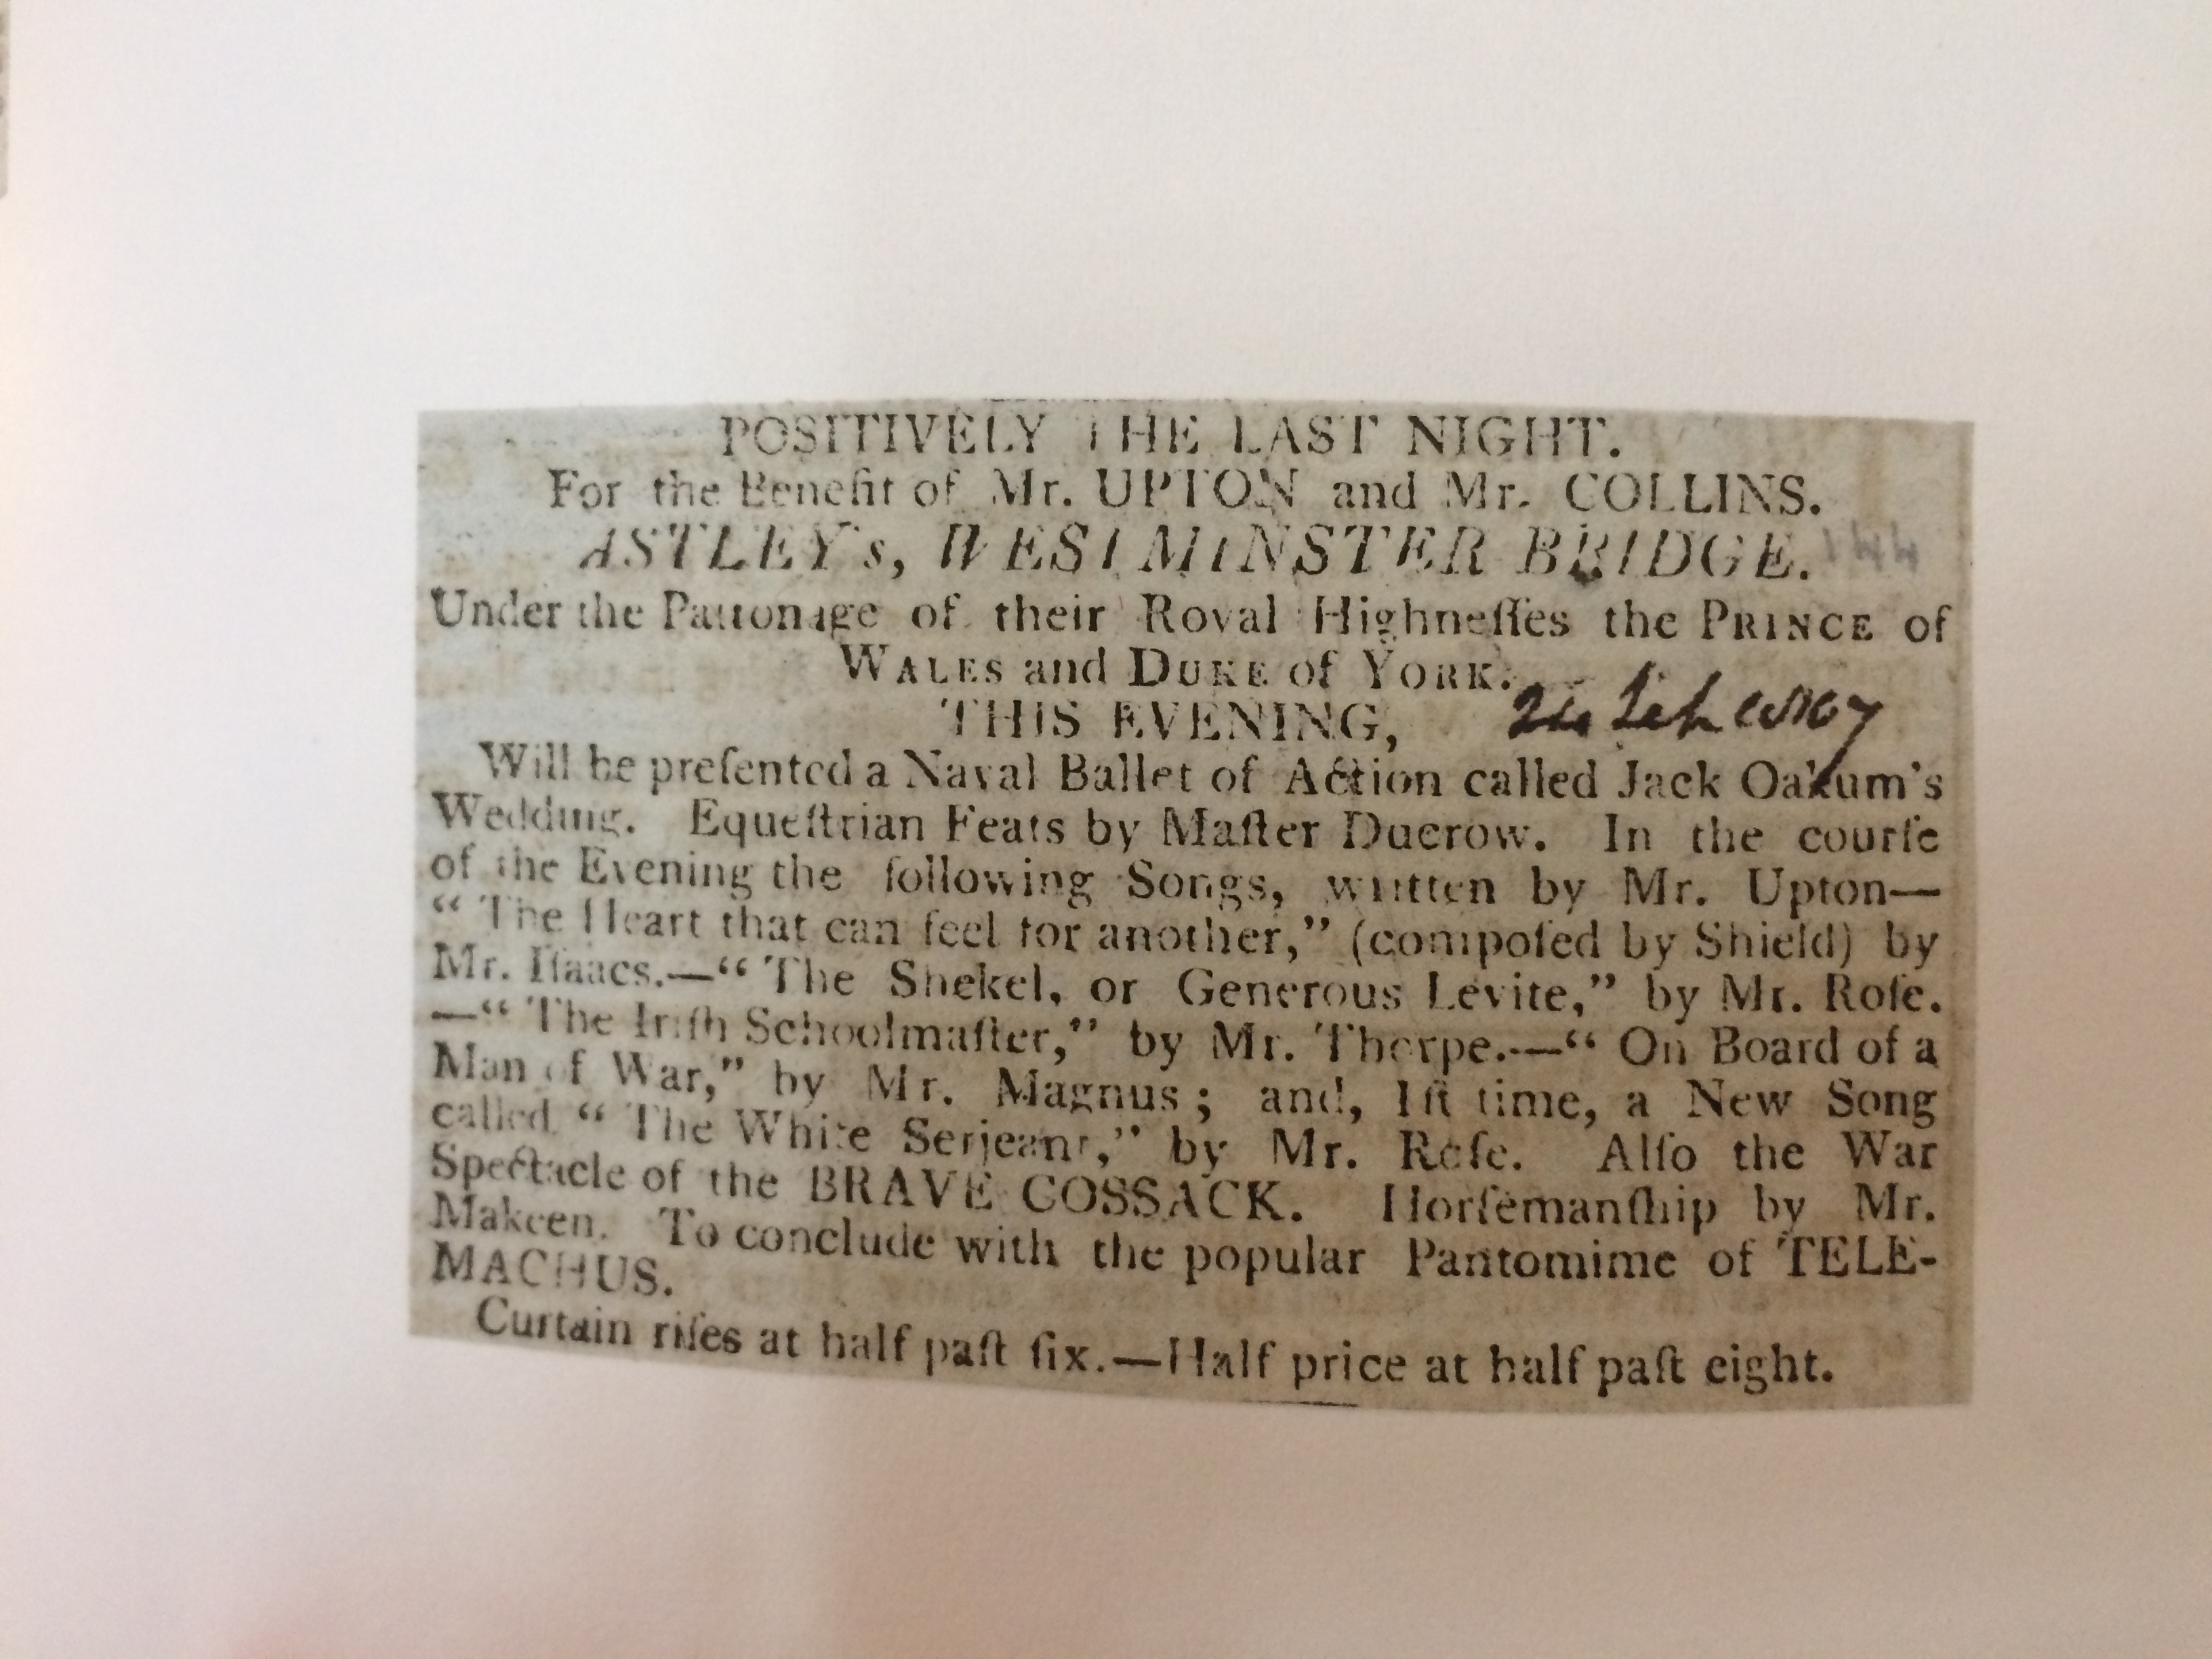 POSITIVELY THE LAST NIGHT.
For the Benefit of Mr. UPTON and Mr. COLLINS.
ASTLEY's, WESTMINSTER BRIDGE. 144
Under the Patronage of their Royal Highneſſes the PRINCE of
WALES and DUKE of YORK.
THIS EVENING,
Will be preſented a Naval Ballet of Action called Jack Oakum's
Wedding. Equeſtrian Feats by Maſter Ducrow. In the courſe
of the Evening the following Songs, written by Mr. Upton—
“ The Heart that can feel for another,” (compoſed by Shield) by
Mr. Iſaacs.—“ The Shekel, or Generous Levite,” by Mr. Roſe.
—“ The Iriſh Schoolmaſter,” by Mr. Thorpe.—“ On Board of a
Man of War,” by Mr. Magnus ; and, 1ſt time, a New Song
called “ The White Serjeant,” by Mr. Roſe. Alſo the War
Spectacle of the BRAVE COSSACK. Horſemanſhip by Mr.
Makeen. To conclude with the popular Pantomime of TELE-
MACHUS.
Curtain riſes at half paſt ſix.—Half price at half paſt eight.